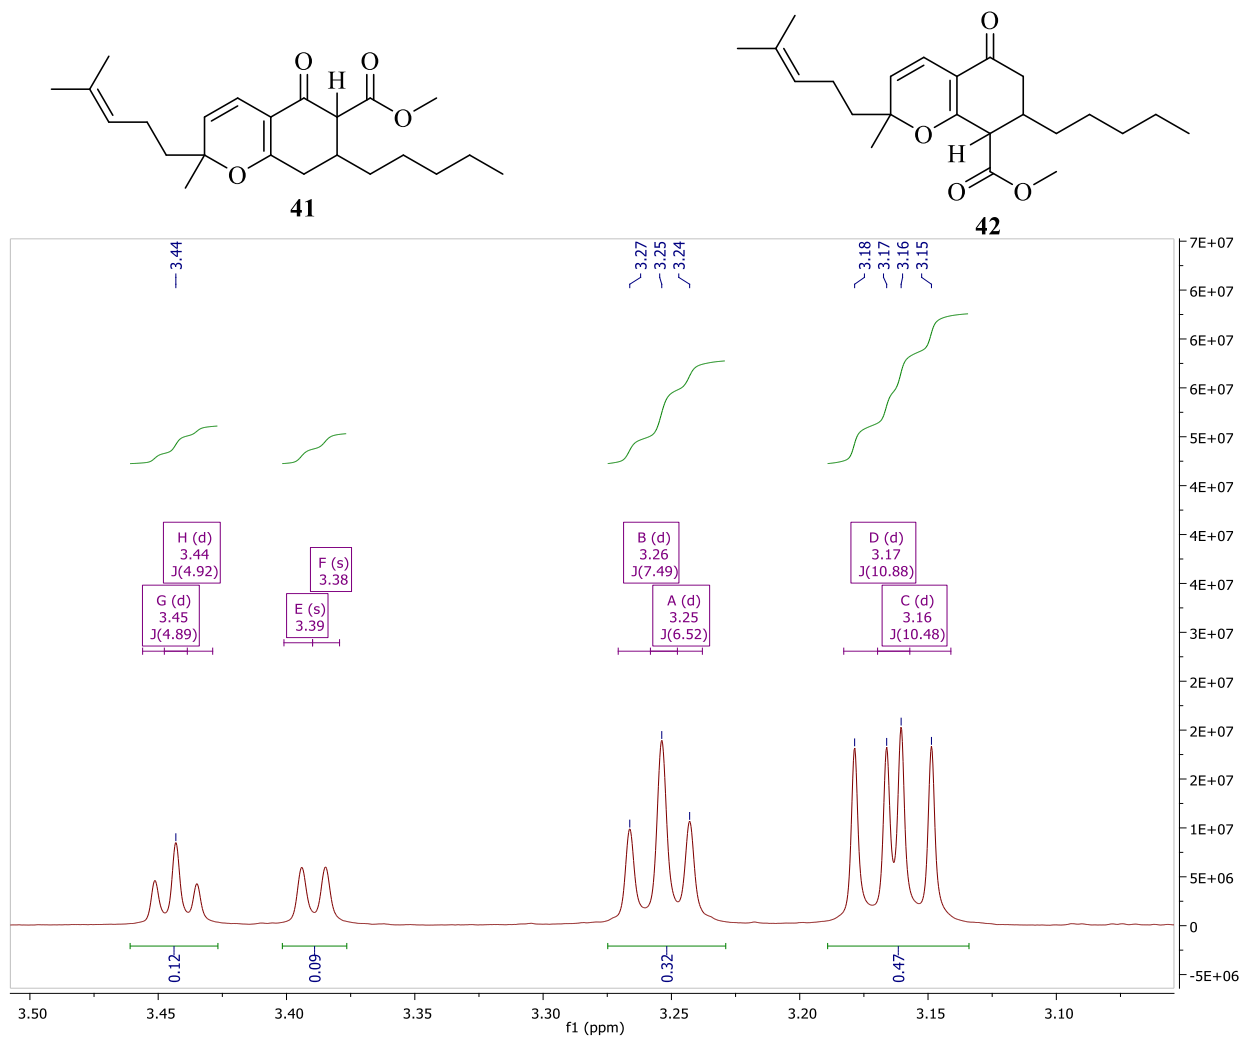 O
O
O
H
O
O
41
O
O
H
O
O
42
3.44
3.27
3.25
3.24
3.18
3.17
3.16
3.15
7E+07
6E+07
6E+07
6E+07
5E+07
4E+07
4E+07
4E+07
3E+07
2E+07
2E+07
2E+07
1E+07
5E+06
0
-5E+06
H (d)
3.44
J(4.92)
G (d)
3.45
J(4.89)
F (s)
3.38
E (s)
3.39
B (d)
3.26
J(7.49)
A (d)
3.25
J(6.52)
D (d)
3.17
J(10.88)
C (d)
3.16
J(10.48)
0.12
0.09
0.32
0.47
3.50
3.45
3.40
3.35
3.30
3.25
3.20
3.15
3.10
f1 (ppm)